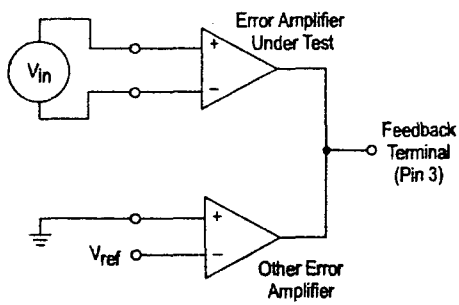 Error Amplifier
Under Test
Vin
+
−
Feedback
Terminal
(Pin 3)
+
Vref
−
Other Error
Amplifier